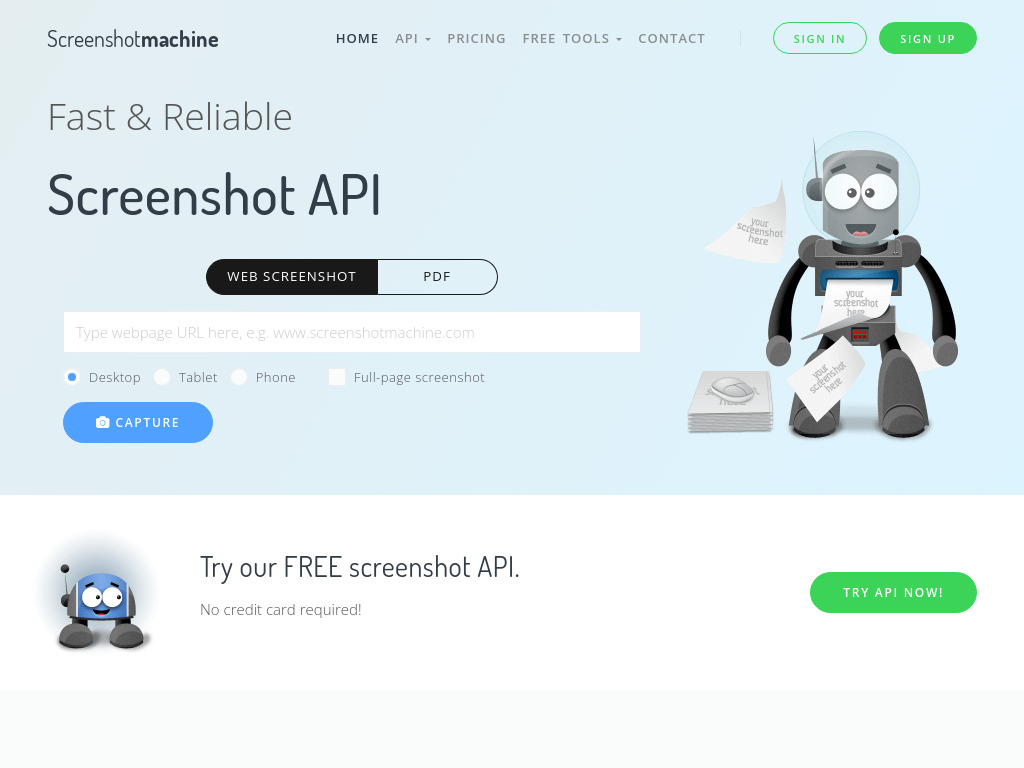 Screenshotmachine
HOME
API
PRICING
FREE TOOLS
CONTACT
SIGN IN
SIGN UP
Fast & Reliable
Screenshot API
WEB SCREENSHOT
PDF
Type webpage URL here, e.g. www.screenshotmachine.com
Desktop
Tablet
Phone
Full-page screenshot
CAPTURE
your
screenshot
here
your
screenshot
here
your
screenshot
here
here
Try our FREE screenshot API.
No credit card required!
TRY API NOW!